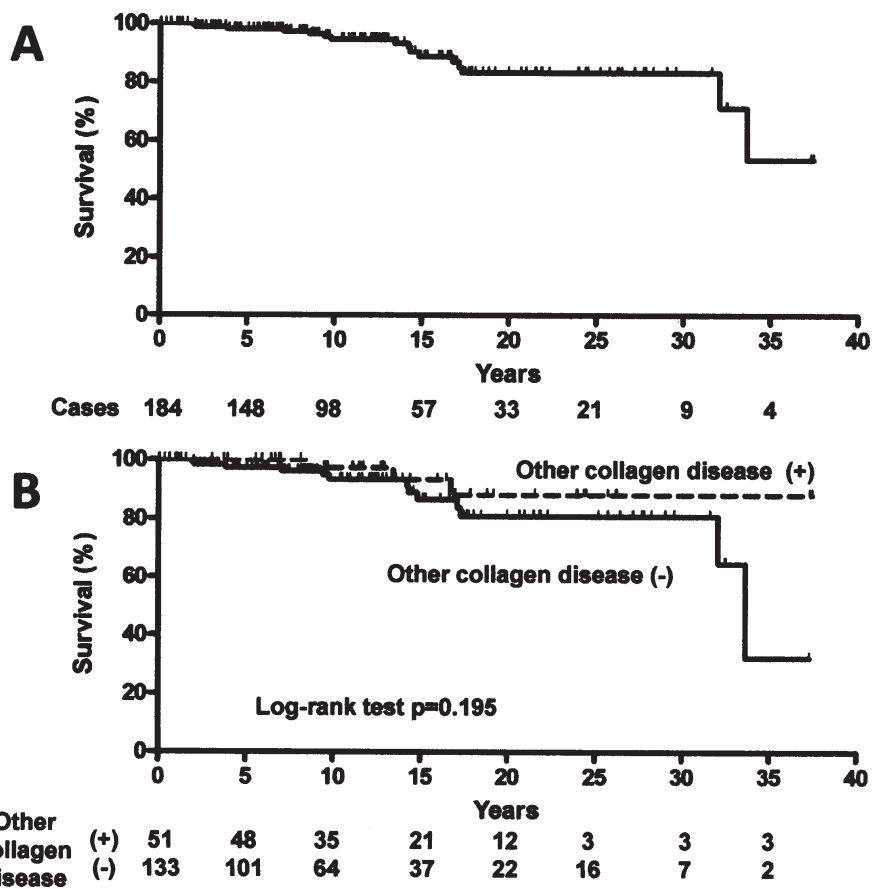 A
Survival (%)
100
80
60
40
20
0
0 5 10 15 20 25 30 35 40
Years
Cases 184 148 98 57 33 21 9 4
B
Survival (%)
100
80
60
40
20
0
Other collagen disease (+)
Other collagen disease (-)
Log-rank test p=0.195
0 5 10 15 20 25 30 35 40
Years
Other
(+) 51 48 35 21 12 3 3 3
ollagen
(-) 133 101 64 37 22 16 7 2
isease